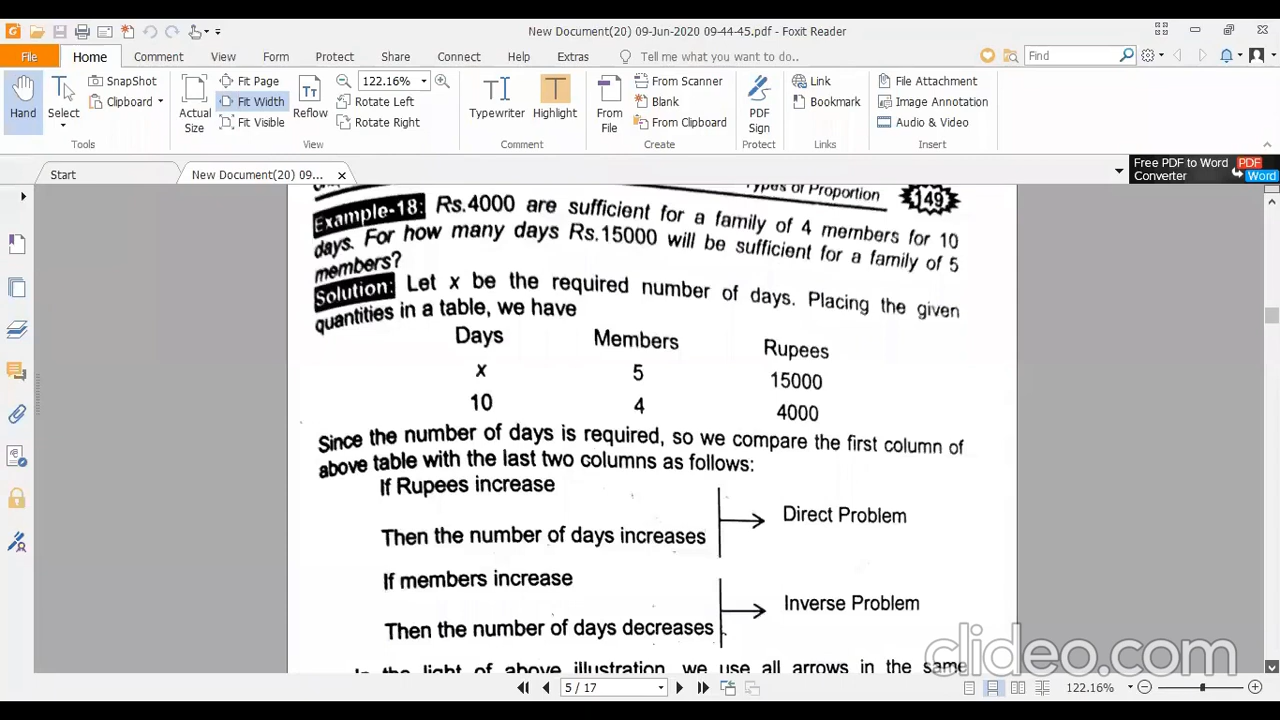 New Document(20) 09-Jun-2020 09-44-45.pdf - Foxit Reader
File Home Comment View Form Protect Share Connect Help Extras Tell me what you want to do.. Find
Hand
Select
SnapShot
Clipboard
Tools
Actual Size
Fit Page
Fit Width
Fit Visible
Reflow
122.16%
Rotate Left
Rotate Right
View
Typewriter
Highlight
Comment
From File
From Scanner
Blank
From Clipboard
Create
PDF Sign
Protect
Link
Bookmark
Links
File Attachment
Image Annotation
Audio & Video
Insert
Start
New Document(20) 09...
Free PDF to Word PDF
Converter Word
Types of Proportion 149
Example-18: Rs.4000 are sufficient for a family of 4 members for 10
days. For how many days Rs.15000 will be sufficient for a family of 5
members?
Solution: Let x be the required number of days. Placing the given
quantities in a table, we have
Days Members Rupees
x 5 15000
10 4 4000
Since the number of days is required, so we compare the first column of
above table with the last two columns as follows:
If Rupees increase
Direct Problem
Then the number of days increases
If members increase
Inverse Problem
Then the number of days decreases
In the light of above illustration, we use all arrows in the same
clideo.com
5 / 17
122.16%